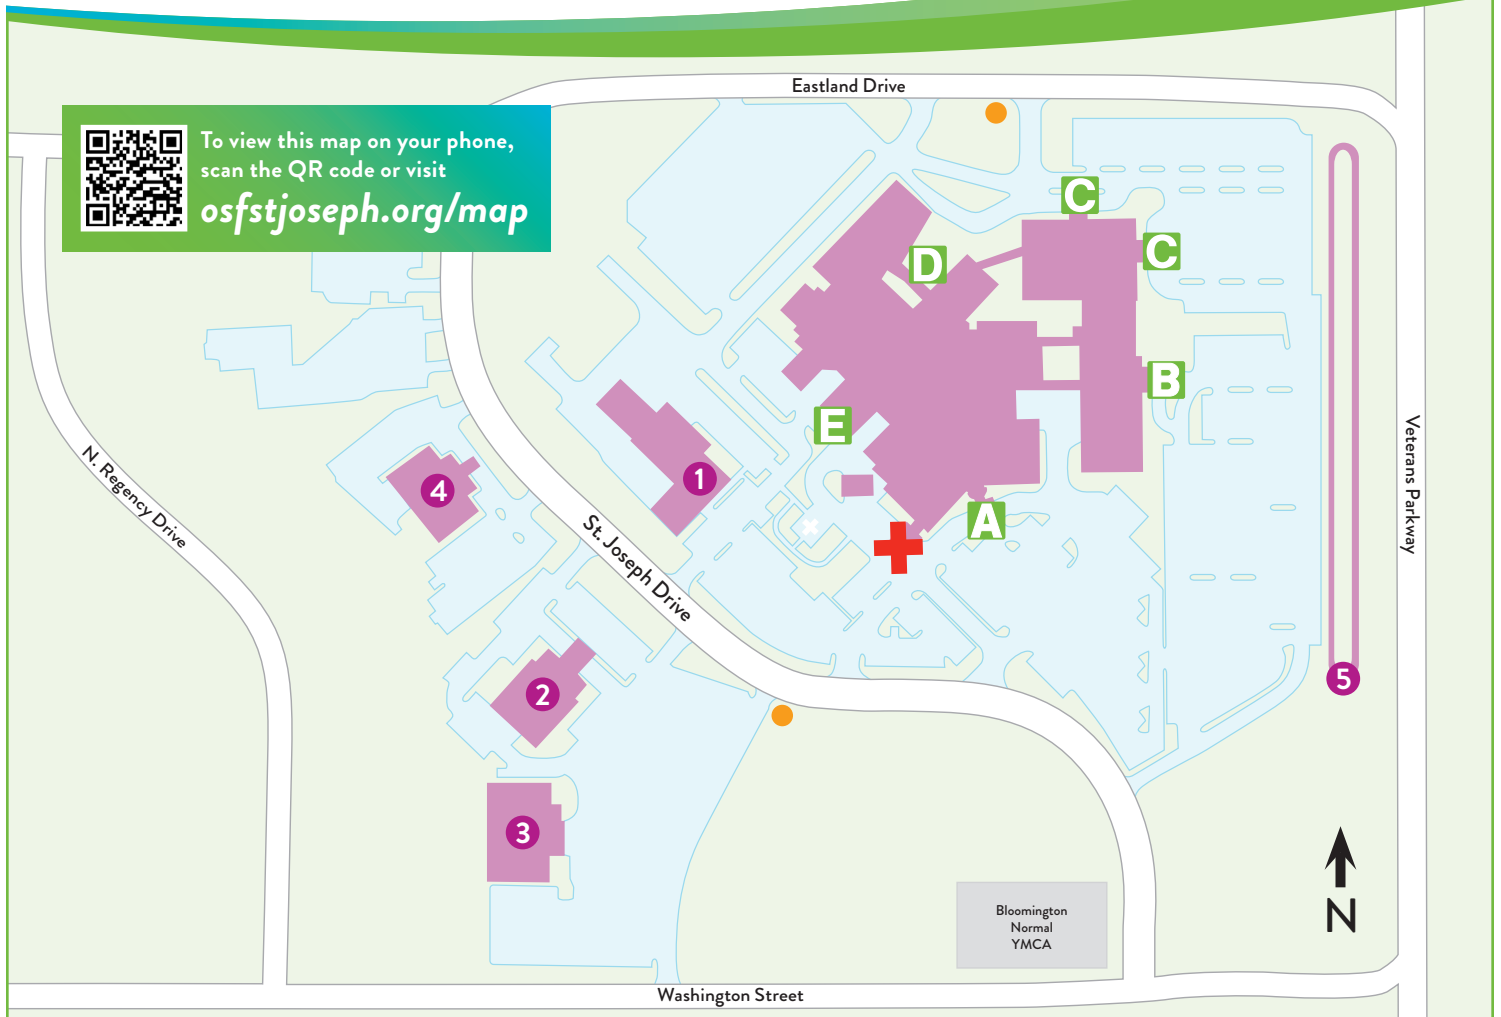 Eastland Drive
To view this map on your phone,
scan the QR code or visit
osfstjoseph.org/map
C
C
D
B
E
A
N. Regency Drive
St. Joseph Drive
Veterans Parkway
1
4
2
5
3
Bloomington
Normal
YMCA
N
Washington Street